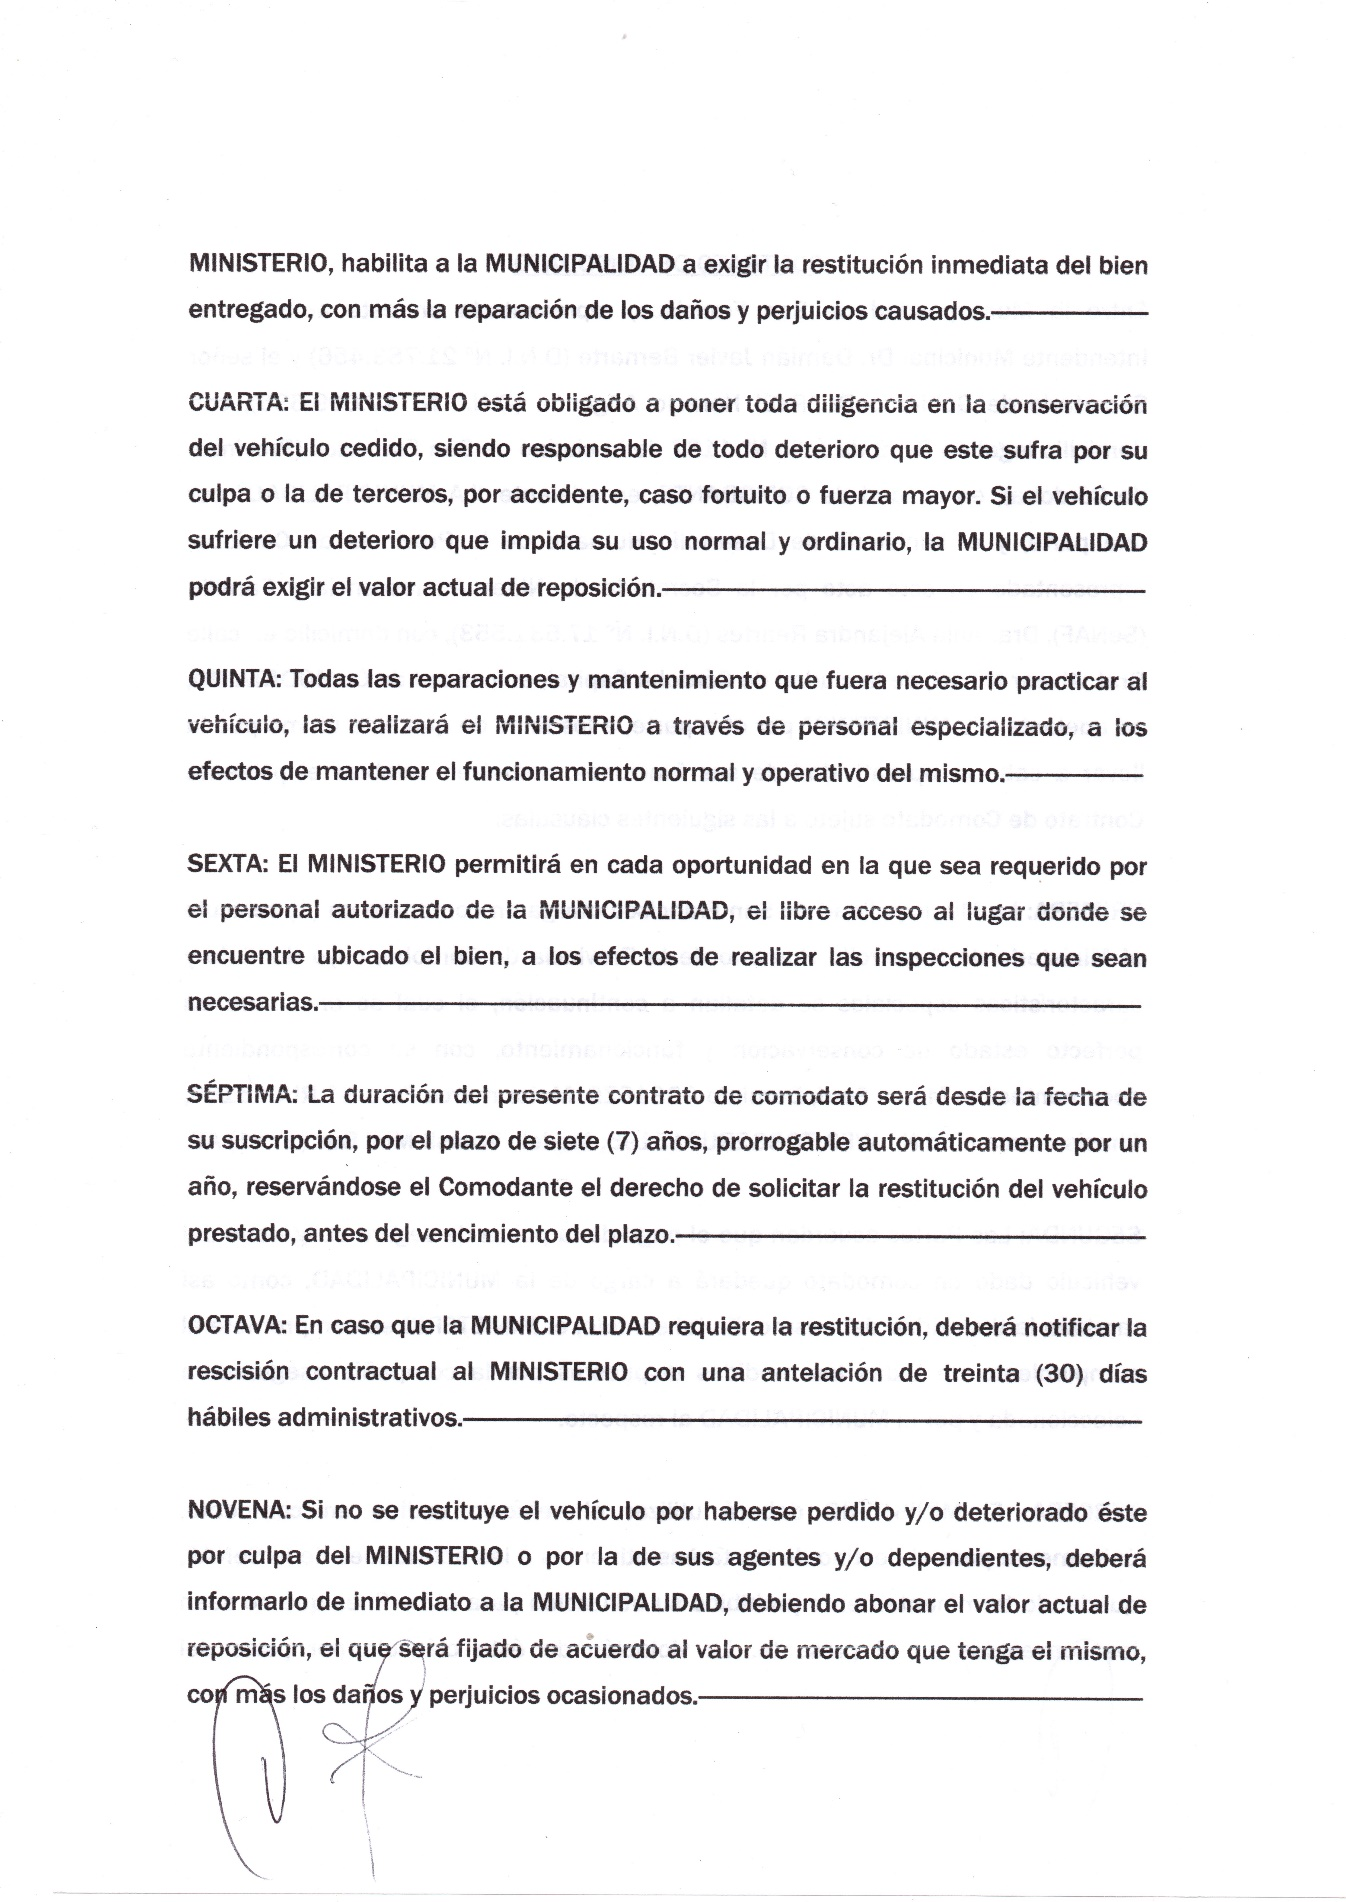 MINISTERIO, habilita a la MUNICIPALIDAD a exigir la restitución inmediata del bien
entregado, con más la reparación de los daños y perjuicios causados.
CUARTA: El MINISTERIO está obligado a poner toda diligencia en la conservación
del vehículo cedido, siendo responsable de todo deterioro que este sufra por su
culpa o la de terceros, por accidente, caso fortuito o fuerza mayor. Si el vehículo
sufriere un deterioro que impida su uso normal y ordinario, la MUNICIPALIDAD
podrá exigir el valor actual de reposición.
QUINTA: Todas las reparaciones y mantenimiento que fuera necesario practicar al
vehículo, las realizará el MINISTERIO a través de personal especializado, a los
efectos de mantener el funcionamiento normal y operativo del mismo.
SEXTA: El MINISTERIO permitirá en cada oportunidad en la que sea requerido por
el personal autorizado de la MUNICIPALIDAD, el libre acceso al lugar donde se
encuentre ubicado el bien, a los efectos de realizar las inspecciones que sean
necesarias.
SÉPTIMA: La duración del presente contrato de comodato será desde la fecha de
su suscripción, por el plazo de siete (7) años, prorrogable automáticamente por un
año, reservándose el Comodante el derecho de solicitar la restitución del vehículo
prestado, antes del vencimiento del plazo.
OCTAVA: En caso que la MUNICIPALIDAD requiera la restitución, deberá notificar la
rescisión contractual al MINISTERIO con una antelación de treinta (30) días
hábiles administrativos.
NOVENA: Si no se restituye el vehículo por haberse perdido y/o deteriorado éste
por culpa del MINISTERIO o por la de sus agentes y/o dependientes, deberá
informarlo de inmediato a la MUNICIPALIDAD, debiendo abonar el valor actual de
reposición, el que será fijado de acuerdo al valor de mercado que tenga el mismo,
con más los daños y perjuicios ocasionados.